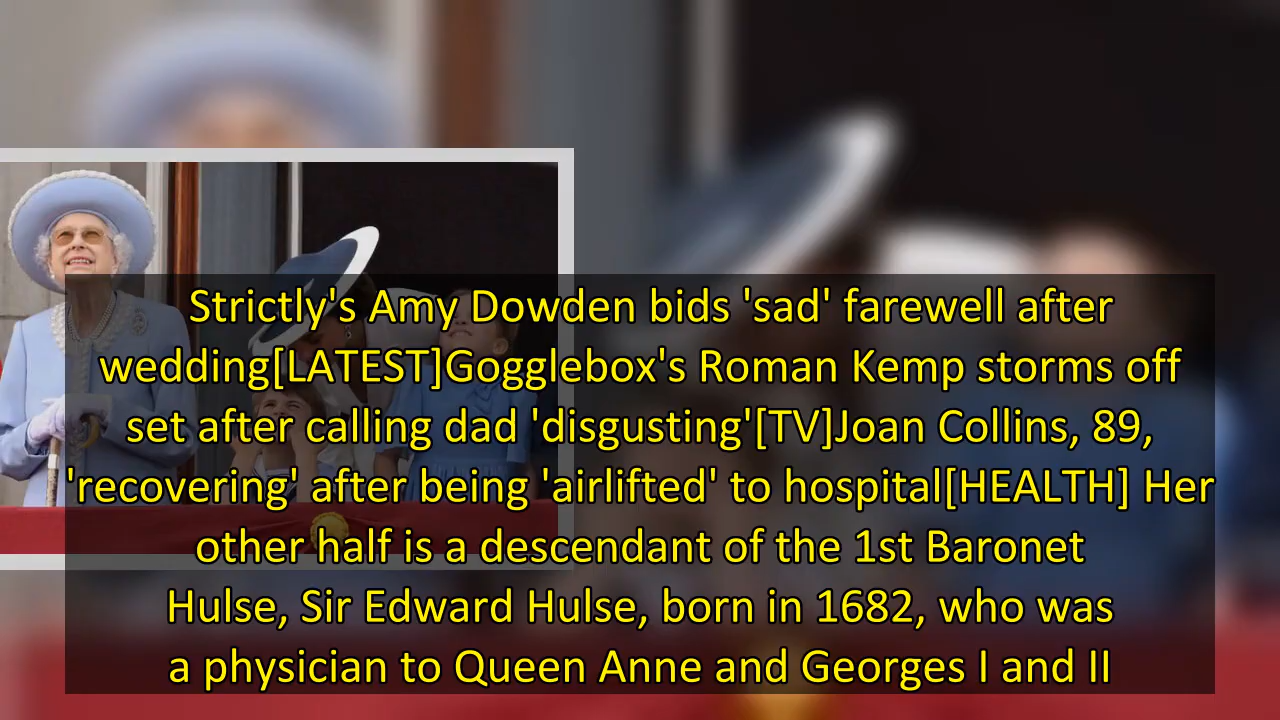 Strictly's Amy Dowden bids 'sad' farewell after
wedding[LATEST]Gogglebox's Roman Kemp storms off
set after calling dad 'disgusting'[TV]Joan Collins, 89,
'recovering' after being 'airlifted' to hospital[HEALTH] Her
other half is a descendant of the 1st Baronet
Hulse, Sir Edward Hulse, born in 1682, who was
a physician to Queen Anne and Georges I and II